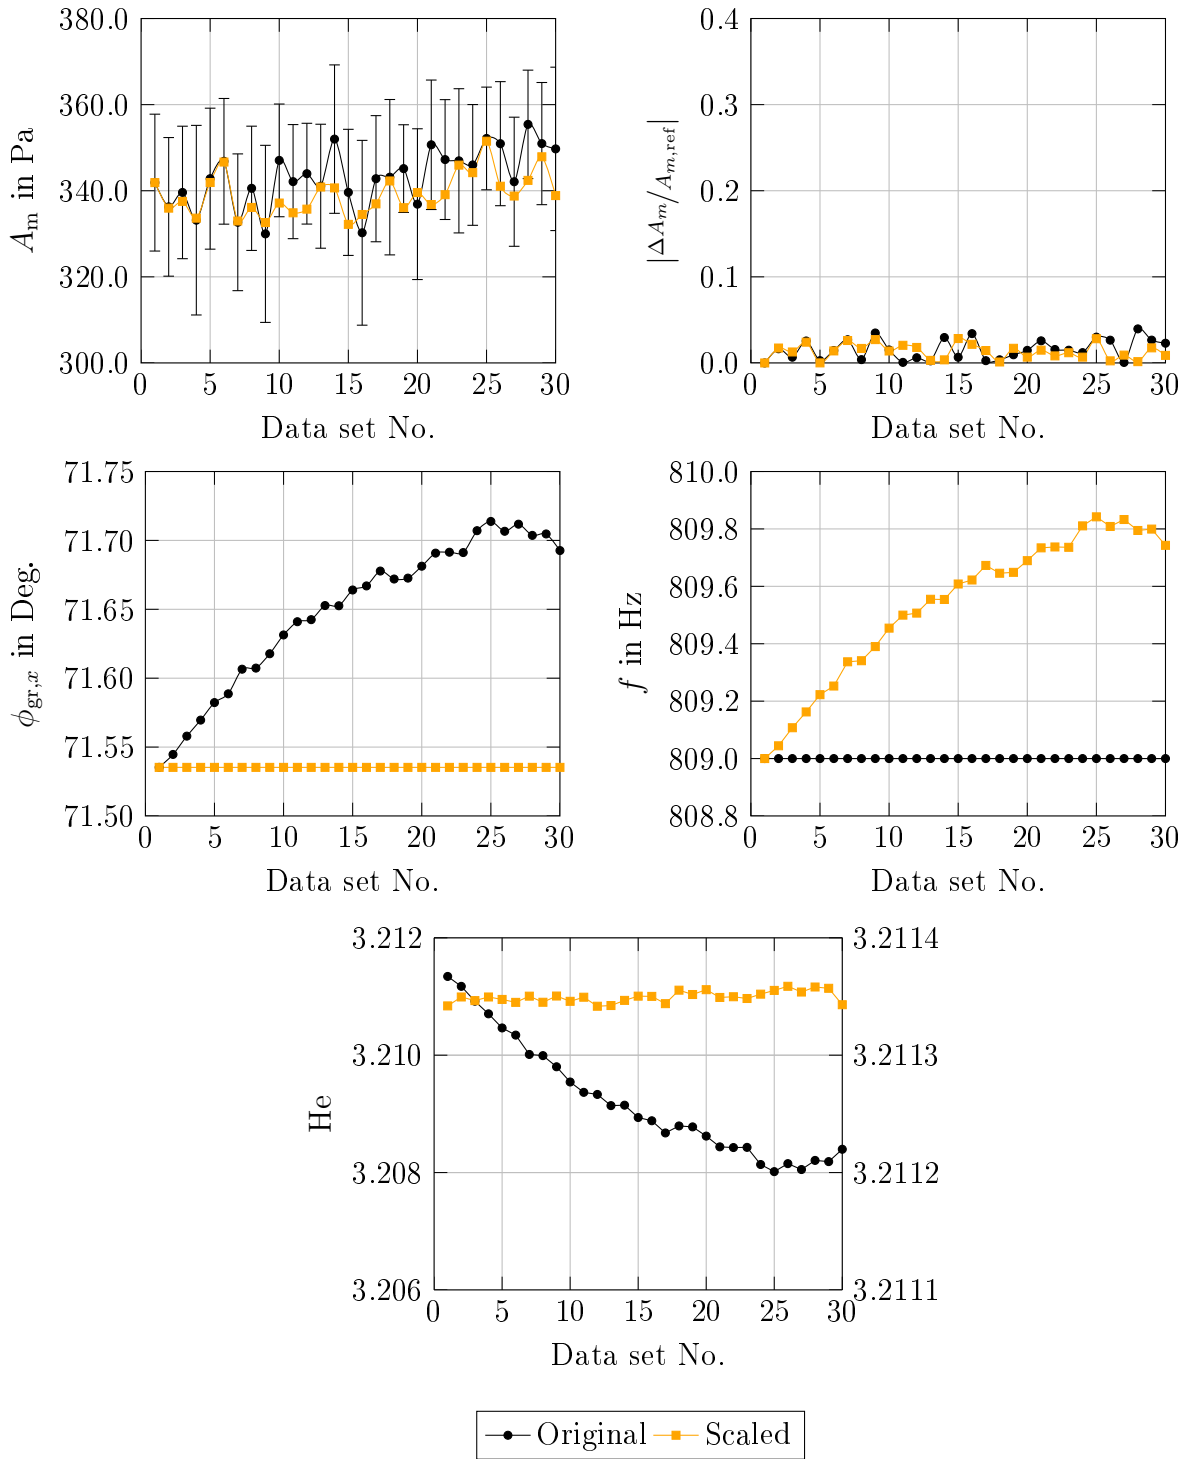 380.0
360.0
340.0
320.0
300.0
0 5 10 15 20 25 30
A_m in Pa
Data set No.
0.4
0.3
0.2
0.1
0.0
0 5 10 15 20 25 30
|ΔA_m/A_{m,ref}|
Data set No.
71.75
71.70
71.65
71.60
71.55
71.50
0 5 10 15 20 25 30
ϕ_{gr,x} in Deg.
Data set No.
810.0
809.8
809.6
809.4
809.2
809.0
808.8
0 5 10 15 20 25 30
f in Hz
Data set No.
3.212
3.210
3.208
3.206
3.2114
3.2113
3.2112
3.2111
0 5 10 15 20 25 30
He
Data set No.
Original Scaled